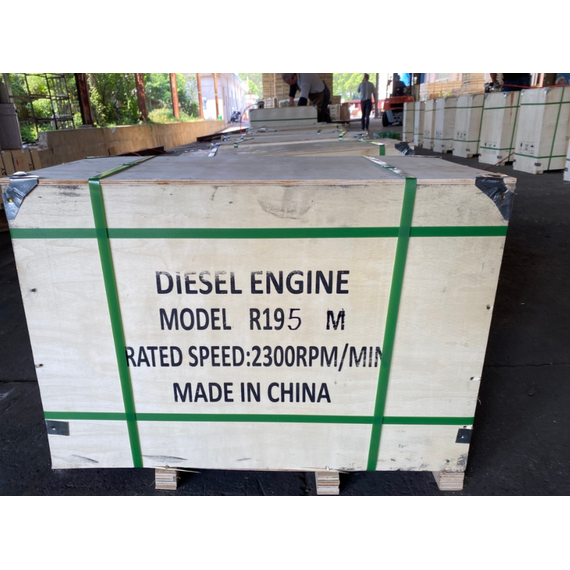 DIESEL ENGINE
MODEL R195 M
RATED SPEED:2300RPM/MIN
MADE IN CHINA